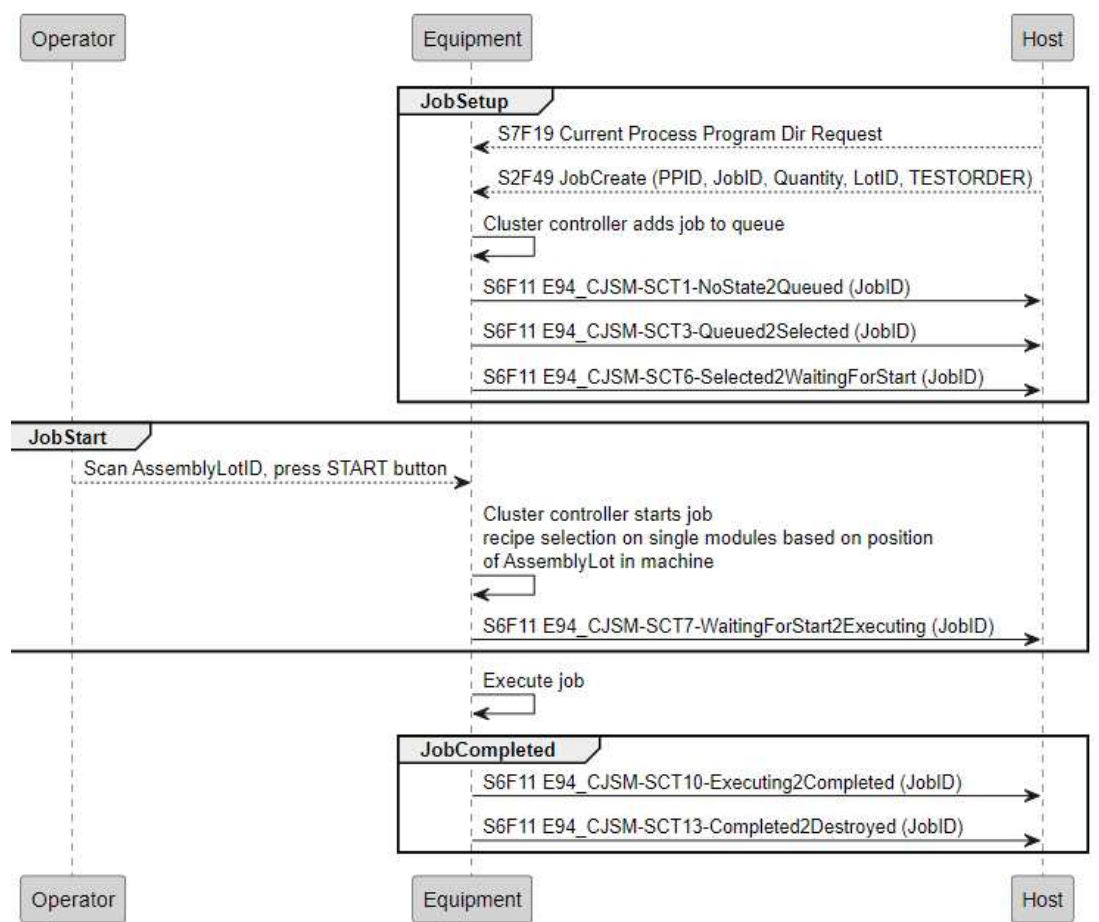 Operator
Equipment
Host
JobSetup
S7F19 Current Process Program Dir Request
S2F49 JobCreate (PPID, JobID, Quantity, LotID, TESTORDER)
Cluster controller adds job to queue
S6F11 E94_CJSM-SCT1-NoState2Queued (JobID)
S6F11 E94_CJSM-SCT3-Queued2Selected (JobID)
S6F11 E94_CJSM-SCT6-Selected2WaitingForStart (JobID)
JobStart
Scan AssemblyLotID, press START button
Cluster controller starts job
recipe selection on single modules based on position
of AssemblyLot in machine
S6F11 E94_CJSM-SCT7-WaitingForStart2Executing (JobID)
Execute job
JobCompleted
S6F11 E94_CJSM-SCT10-Executing2Completed (JobID)
S6F11 E94_CJSM-SCT13-Completed2Destroyed (JobID)
Operator
Equipment
Host